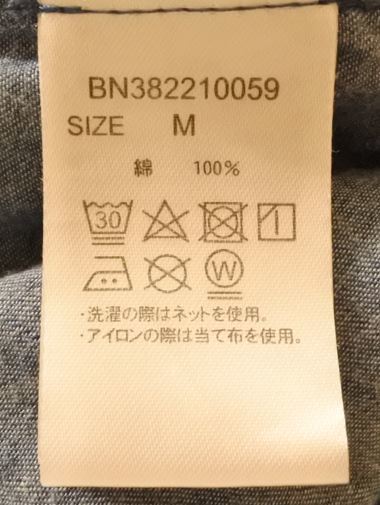 BN382210059
SIZE M
綿 100%
30
W
・洗濯の際はネットを使用。
・アイロンの際は当て布を使用。